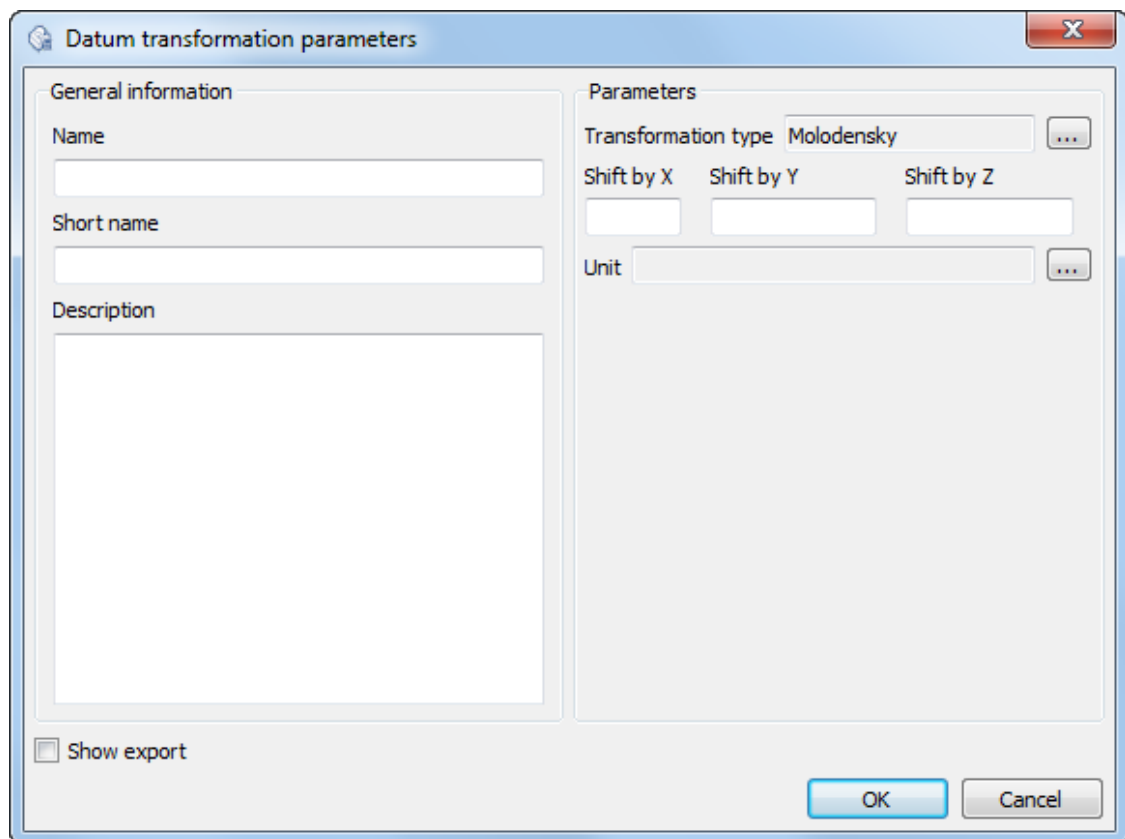 Datum transformation parameters
General information
Name
Short name
Description
Parameters
Transformation type Molodensky ...
Shift by X Shift by Y Shift by Z
Unit ...
Show export
OK Cancel